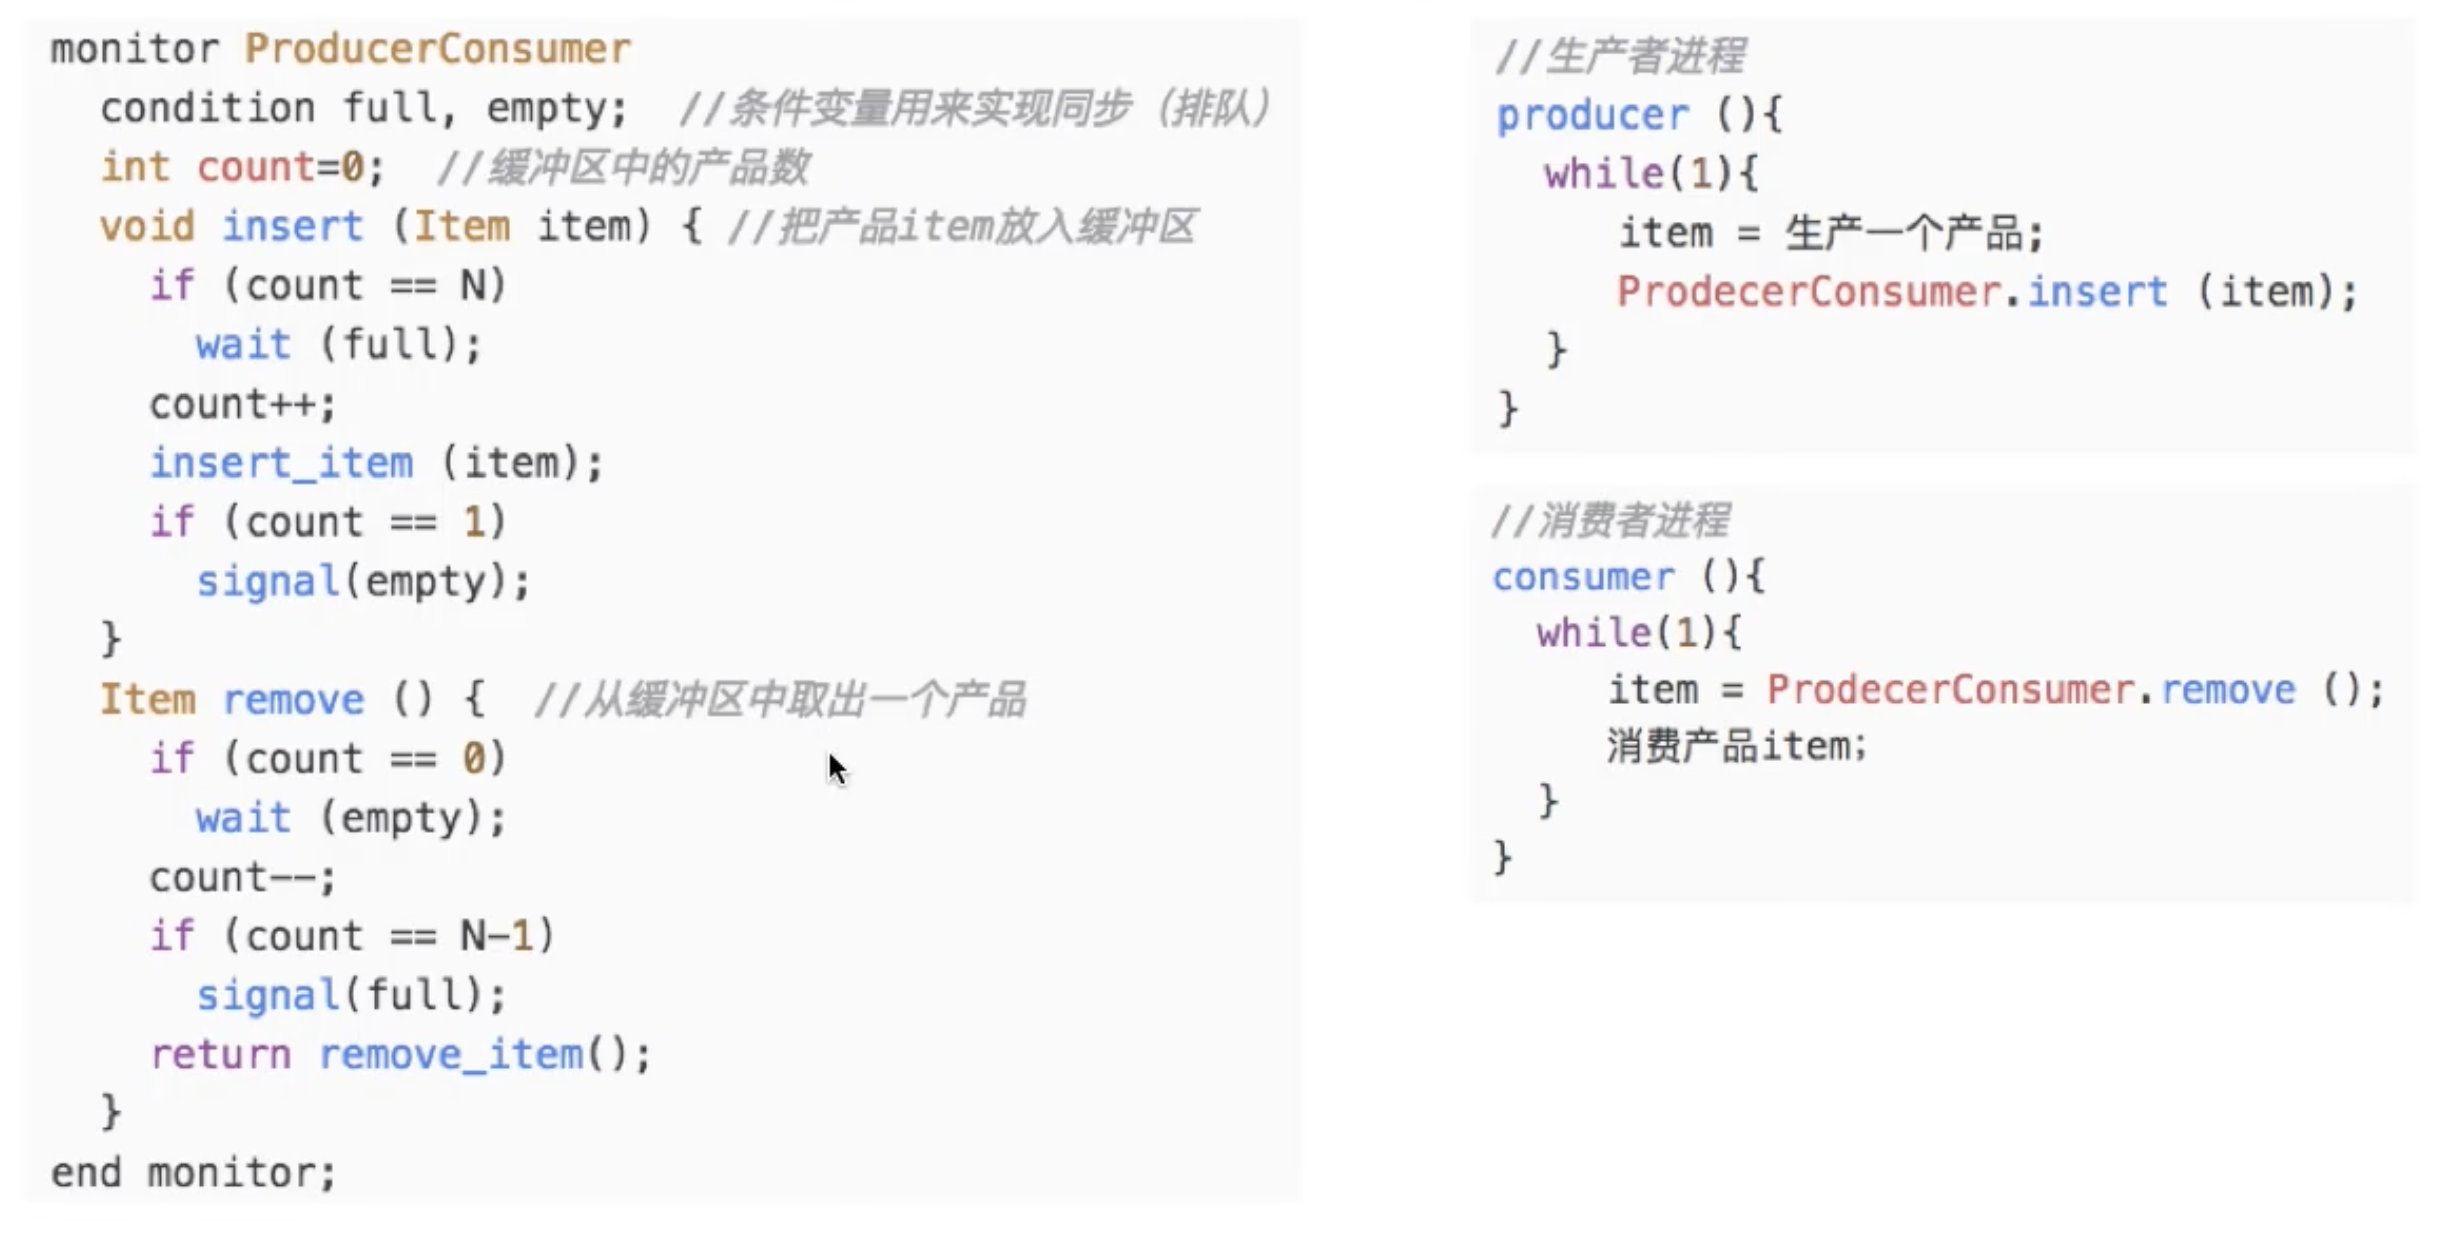 monitor ProducerConsumer
condition full, empty;  //条件变量用来实现同步（排队）
int count=0;  //缓冲区中的产品数
void insert (Item item) { //把产品item放入缓冲区
if (count == N)
wait (full);
count++;
insert_item (item);
if (count == 1)
signal(empty);
}
Item remove () {  //从缓冲区中取出一个产品
if (count == 0)
wait (empty);
count--;
if (count == N-1)
signal(full);
return remove_item();
}
end monitor;
//生产者进程
producer (){
while(1){
item = 生产一个产品;
ProdecerConsumer.insert (item);
}
}
//消费者进程
consumer (){
while(1){
item = ProdecerConsumer.remove ();
消费产品item;
}
}